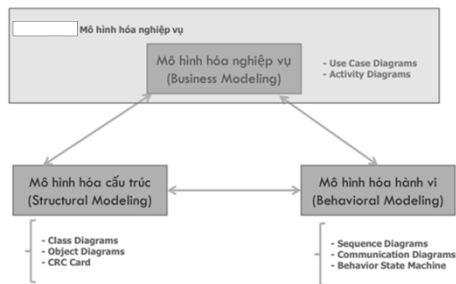 Mô hình hóa nghiệp vụ
Mô hình hóa nghiệp vụ
(Business Modeling)
- Use Case Diagrams
- Activity Diagrams
Mô hình hóa cấu trúc
(Structural Modeling)
Mô hình hóa hành vi
(Behavioral Modeling)
- Class Diagrams
- Object Diagrams
- CRC Card
- Sequence Diagrams
- Communication Diagrams
- Behavior State Machine